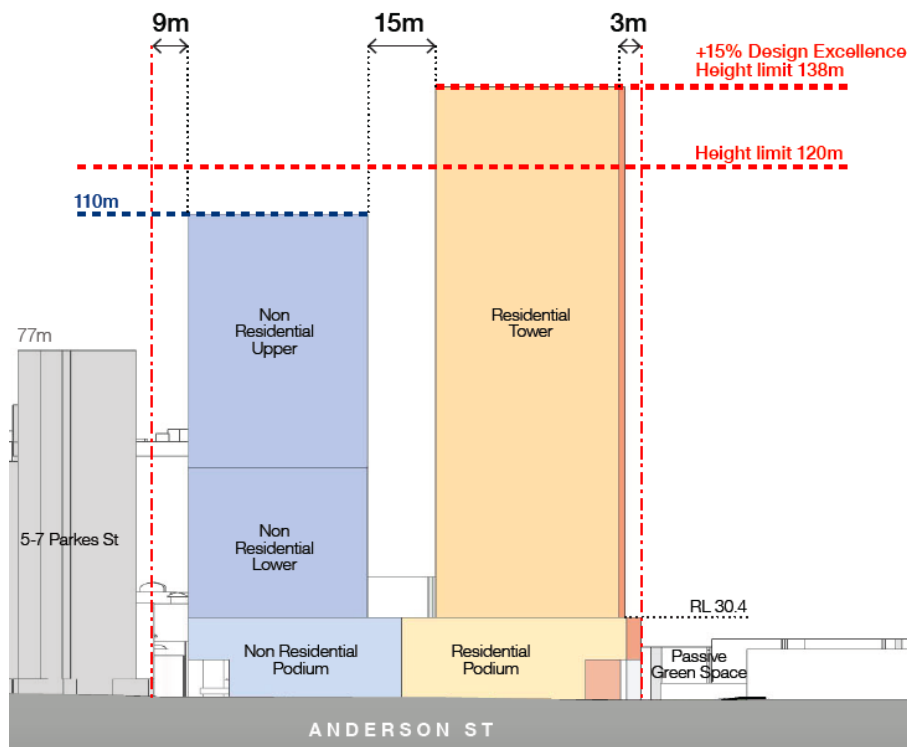 9m
15m
3m
+15% Design Excellence
Height limit 138m
Height limit 120m
110m
Non
Residential
Upper
Residential
Tower
77m
5-7 Parkes St
Non
Residential
Lower
RL 30.4
Non Residential
Podium
Residential
Podium
Passive
Green Space
ANDERSON ST